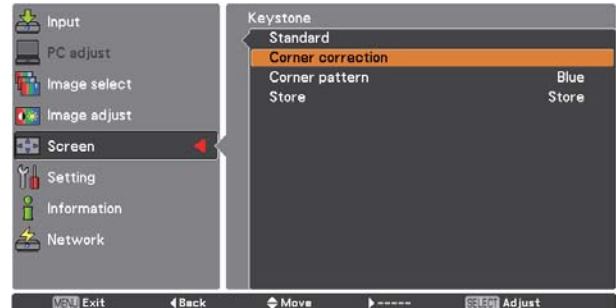 Input
PC adjust
Image select
Image adjust
Screen
Setting
Information
Network
Keystone
Standard
Corner correction
Corner pattern Blue
Store Store
MENU Exit ◀Back Move ▶----- SELECT Adjust